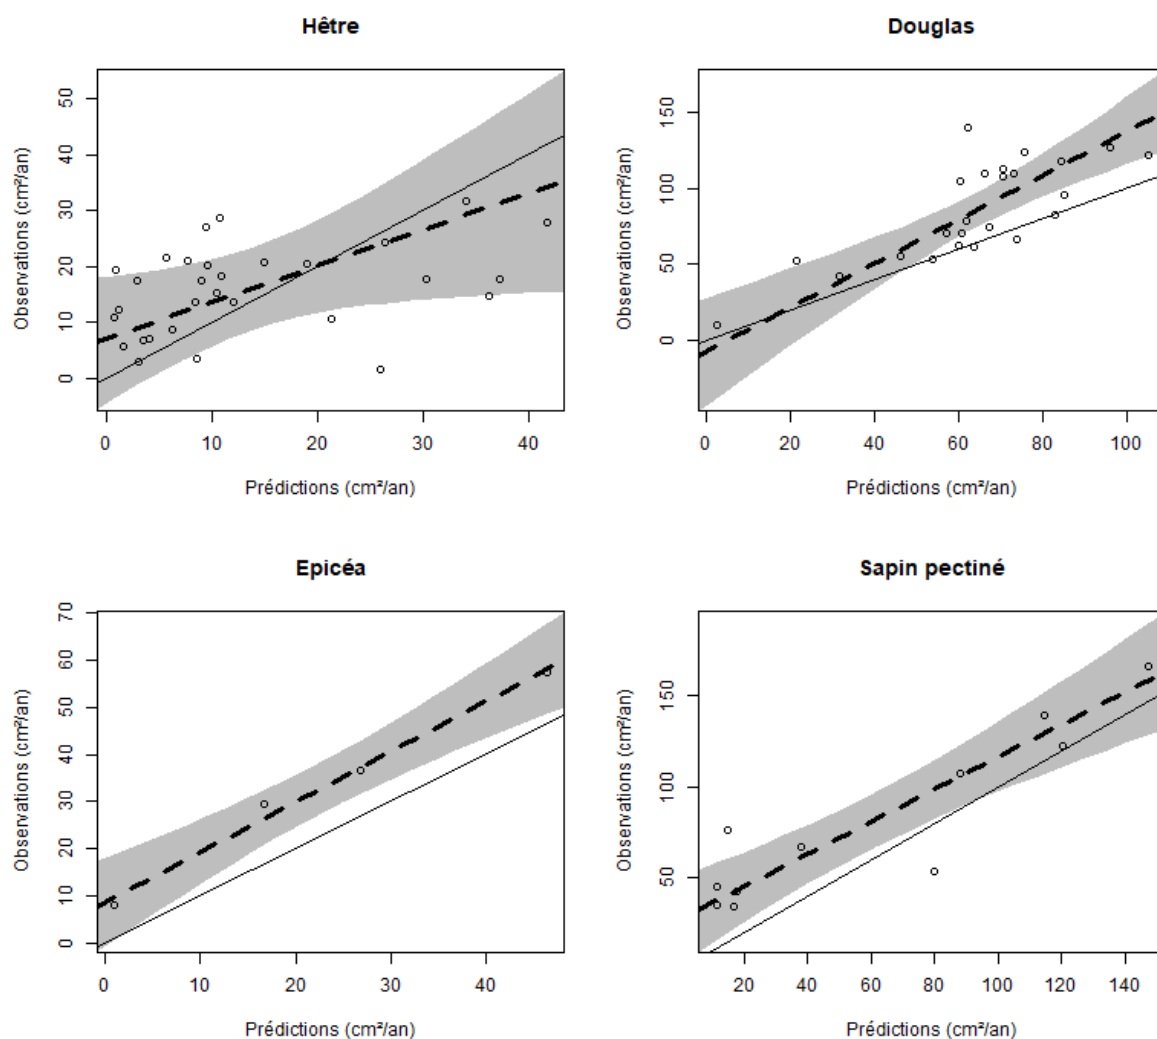 Hêtre
Observations (cm²/an)
0 10 20 30 40 50
0 10 20 30 40
Prédictions (cm²/an)
Douglas
Observations (cm²/an)
0 50 100 150
0 20 40 60 80 100
Prédictions (cm²/an)
Epicéa
Observations (cm²/an)
0 10 20 30 40 50 60 70
0 10 20 30 40
Prédictions (cm²/an)
Sapin pectiné
Observations (cm²/an)
50 100 150
20 40 60 80 100 120 140
Prédictions (cm²/an)